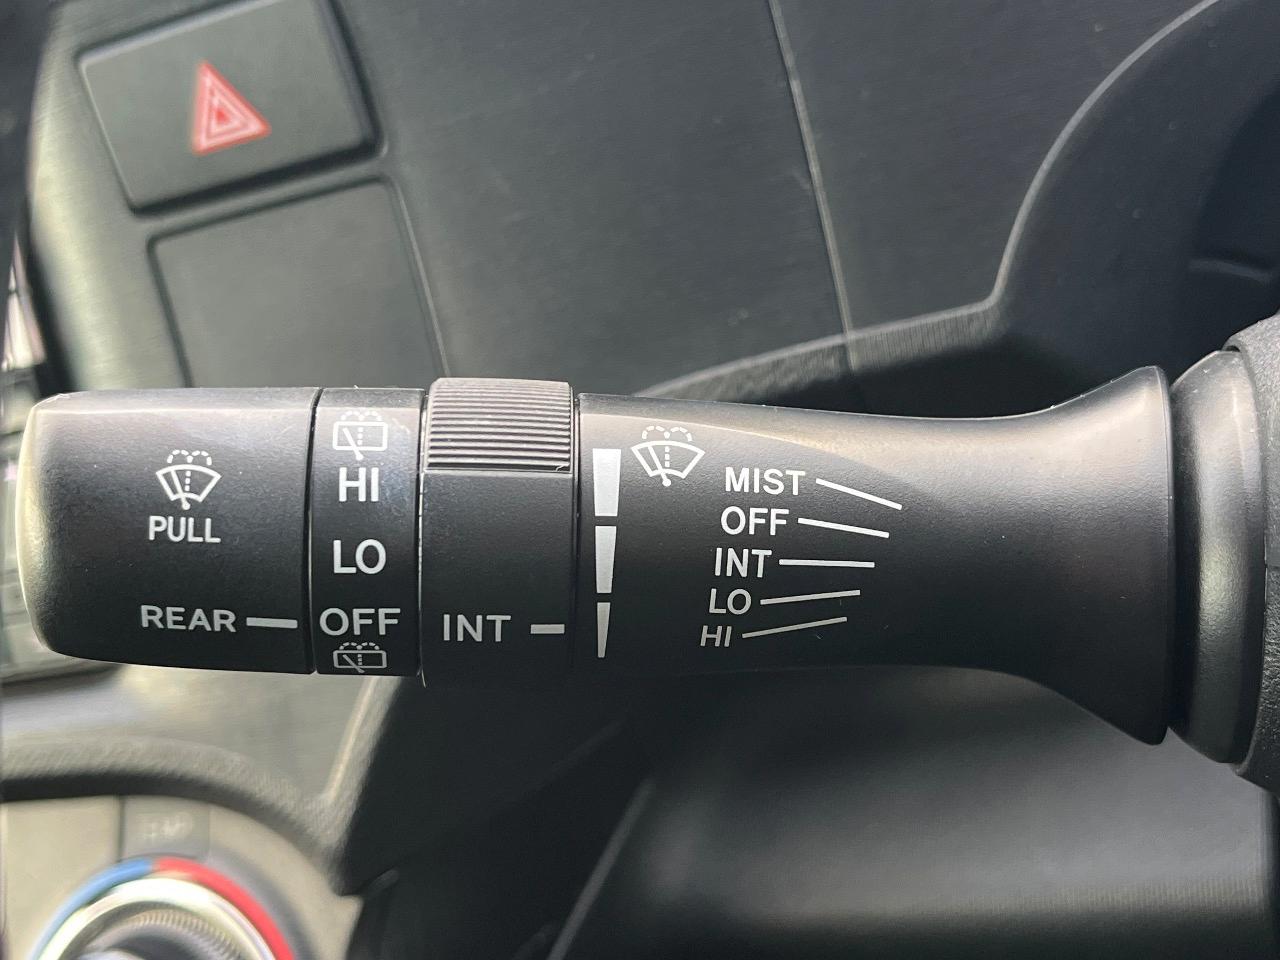 PULL
REAR
HI
LO
OFF
INT
MIST
OFF
INT
LO
HI